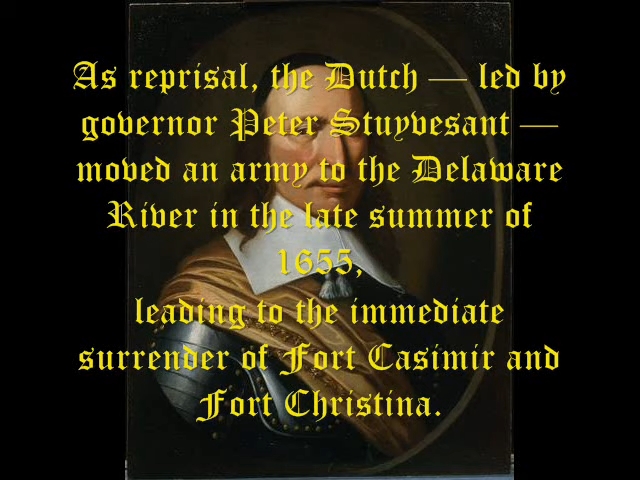 As reprisal, the Dutch — led by
governor Peter Stuyvesant —
moved an army to the Delaware
River in the late summer of
1655,
leading to the immediate
surrender of Fort Casimir and
Fort Christina.